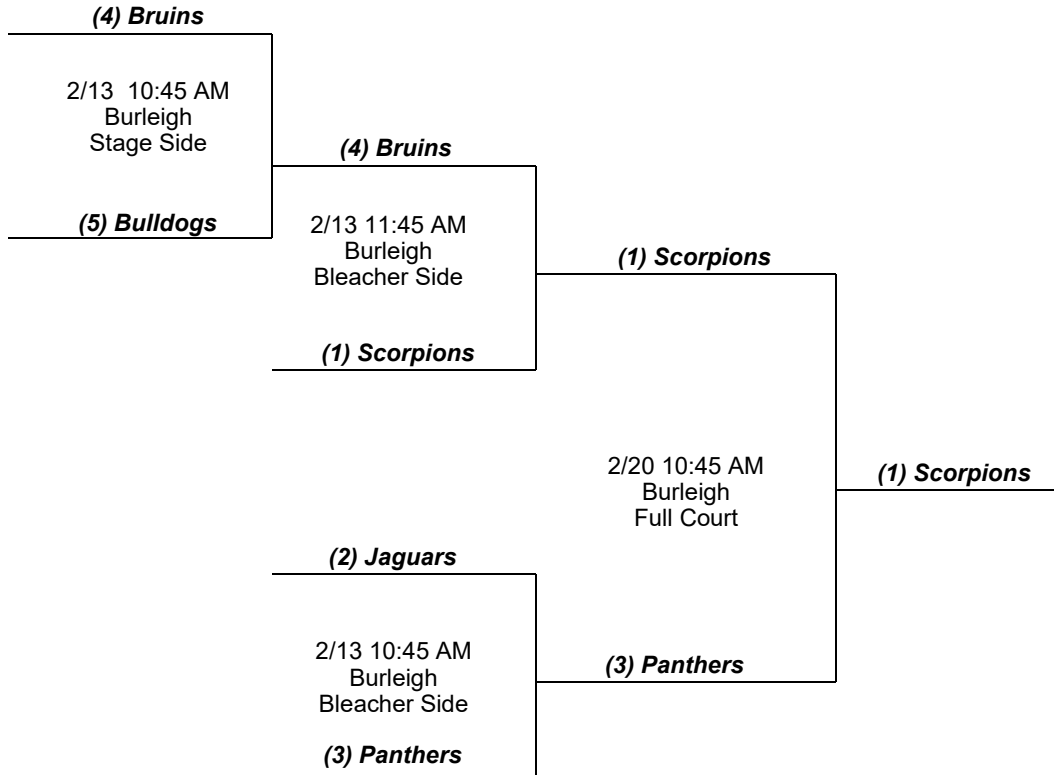 (4) Bruins
2/13  10:45 AM
Burleigh
Stage Side
(5) Bulldogs
(4) Bruins
2/13 11:45 AM
Burleigh
Bleacher Side
(1) Scorpions
(1) Scorpions
2/20 10:45 AM
Burleigh
Full Court
(1) Scorpions
(2) Jaguars
2/13 10:45 AM
Burleigh
Bleacher Side
(3) Panthers
(3) Panthers